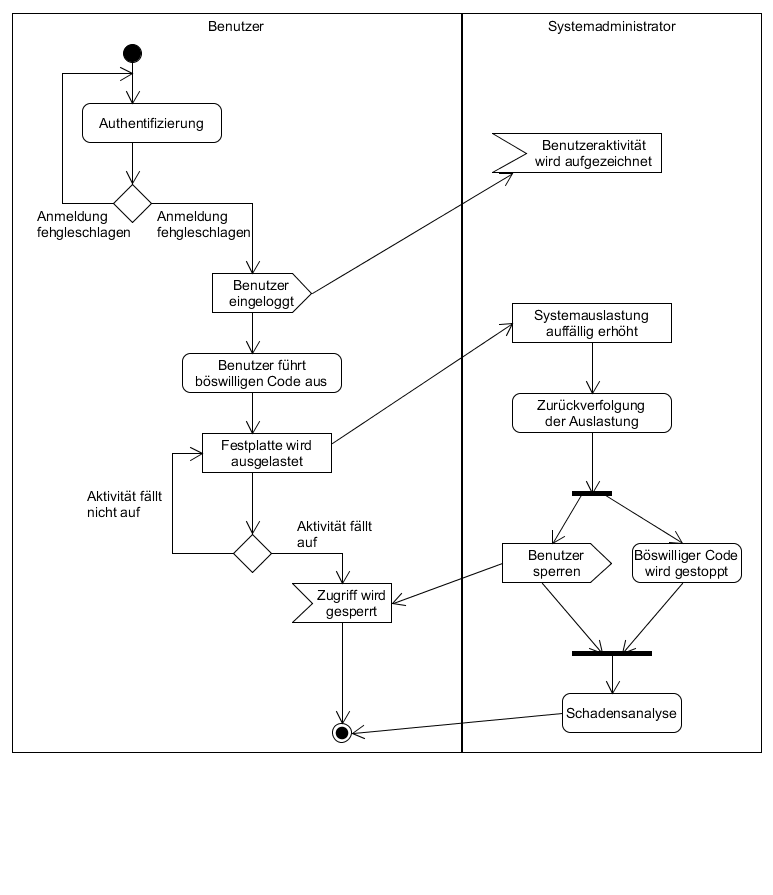 Benutzer
Systemadministrator
Authentifizierung
Benutzeraktivität
wird aufgezeichnet
Anmeldung
fehgleschlagen
Anmeldung
fehgleschlagen
Benutzer
eingeloggt
Systemauslastung
auffällig erhöht
Benutzer führt
böswilligen Code aus
Zurückverfolgung
der Auslastung
Festplatte wird
ausgelastet
Aktivität fällt
nicht auf
Aktivität fällt
auf
Benutzer
sperren
Böswilliger Code
wird gestoppt
Zugriff wird
gesperrt
Schadensanalyse